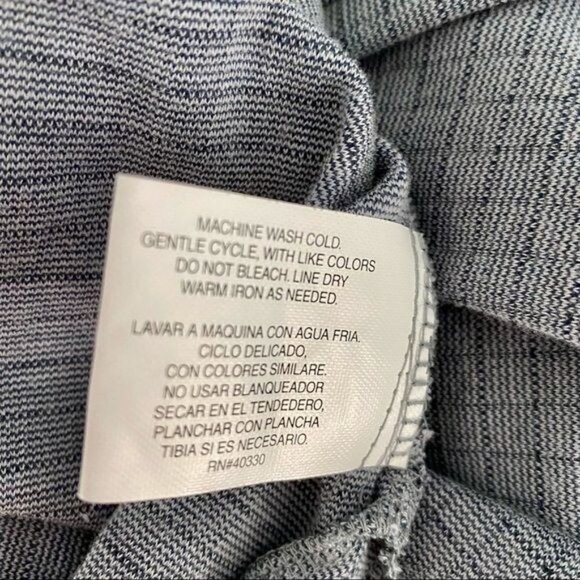 MACHINE WASH COLD.
GENTLE CYCLE, WITH LIKE COLORS
DO NOT BLEACH. LINE DRY
WARM IRON AS NEEDED.
LAVAR A MAQUINA CON AGUA FRIA.
CICLO DELICADO,
CON COLORES SIMILARE.
NO USAR BLANQUEADOR
SECAR EN EL TENDEDERO,
PLANCHAR CON PLANCHA
TIBIA SI ES NECESARIO.
RN#40330